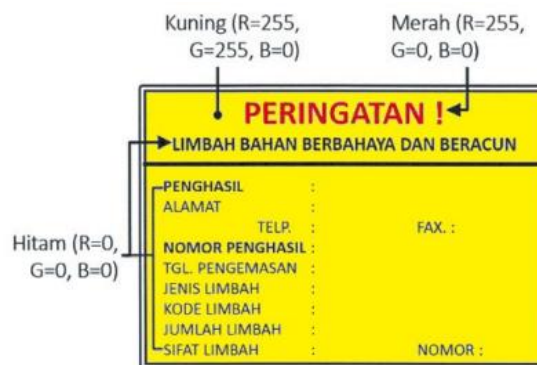 Kuning (R=255,
G=255, B=0)
Merah (R=255,
G=0, B=0)
PERINGATAN !
LIMBAH BAHAN BERBAHAYA DAN BERACUN
Hitam (R=0,
G=0, B=0)
PENGHASIL :
ALAMAT :
TELP. : FAX. :
NOMOR PENGHASIL :
TGL. PENGEMASAN :
JENIS LIMBAH :
KODE LIMBAH :
JUMLAH LIMBAH :
SIFAT LIMBAH : NOMOR :